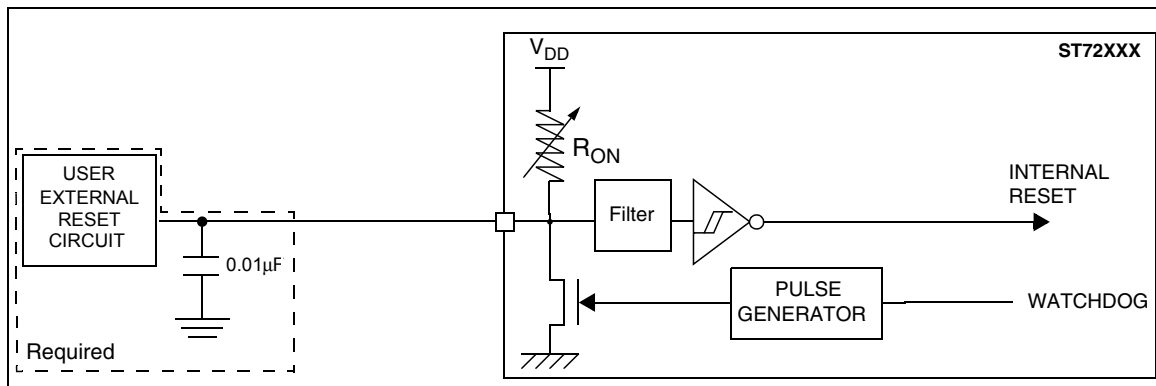 V_DD
ST72XXX
R_ON
USER
EXTERNAL
RESET
CIRCUIT
0.01µF
Required
Filter
INTERNAL
RESET
PULSE
GENERATOR
WATCHDOG